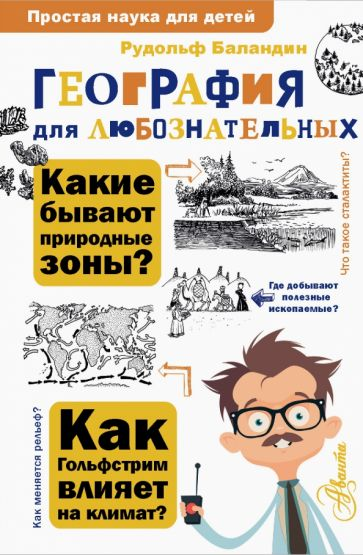 Простая наука для детей
Рудольф Баландин
ГЕОГРАФИЯ
ДЛЯ ЛЮБОЗНАТЕЛЬНЫХ
Какие
бывают
природные
зоны?
Что такое сталактиты?
Где добывают
полезные
ископаемые?
Как меняется рельеф?
Как
Гольфстрим
влияет
на климат?
Аванта